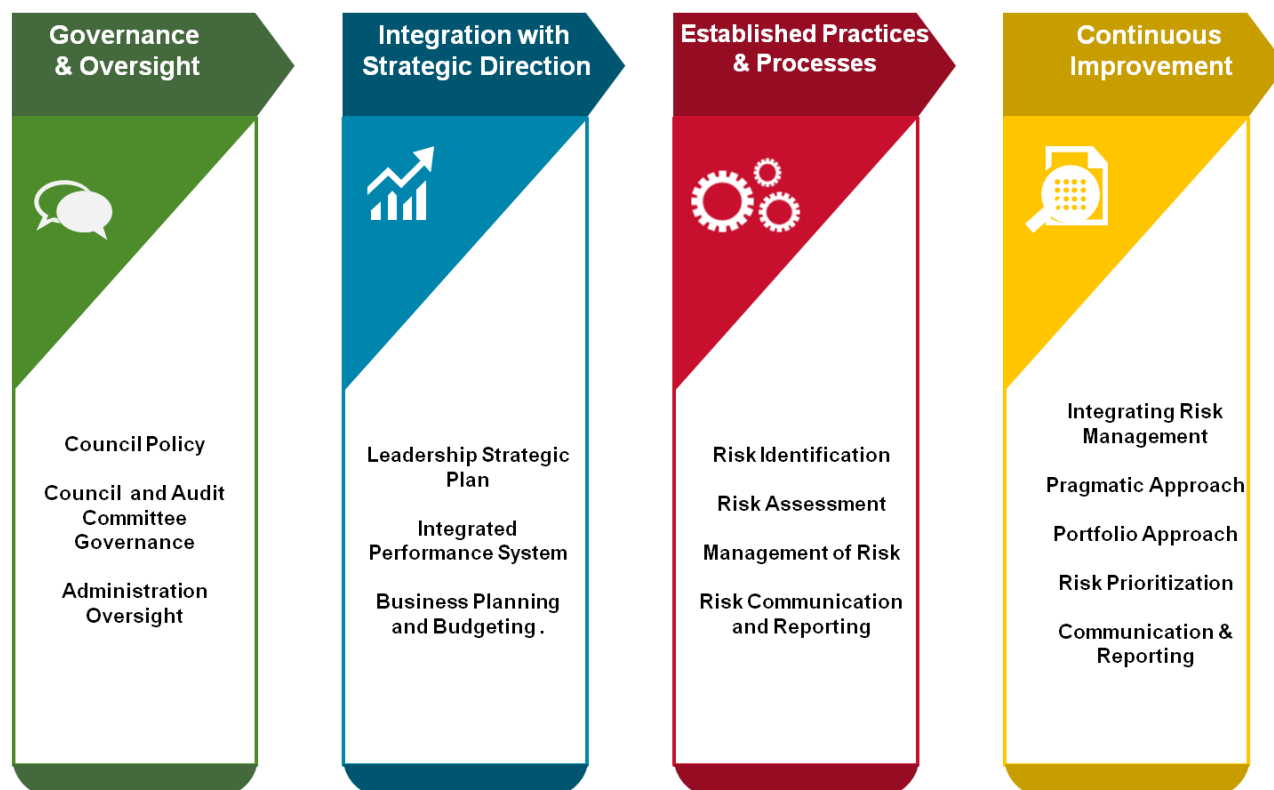 Governance
& Oversight
Integration with
Strategic Direction
Established Practices
& Processes
Continuous
Improvement
Council Policy
Council and Audit
Committee
Governance
Administration
Oversight
Leadership Strategic
Plan
Integrated
Performance System
Business Planning
and Budgeting .
Risk Identification
Risk Assessment
Management of Risk
Risk Communication
and Reporting
Integrating Risk
Management
Pragmatic Approach
Portfolio Approach
Risk Prioritization
Communication &
Reporting